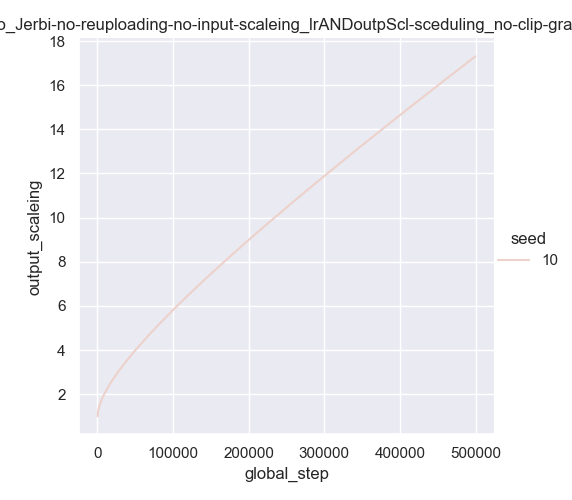 o_Jerbi-no-reuploading-no-input-scaleing_lrANDoutpScl-sceduling_no-clip-gra
18
16
14
12
10
8
6
4
2
output_scaleing
0 100000 200000 300000 400000 500000
global_step
seed
10